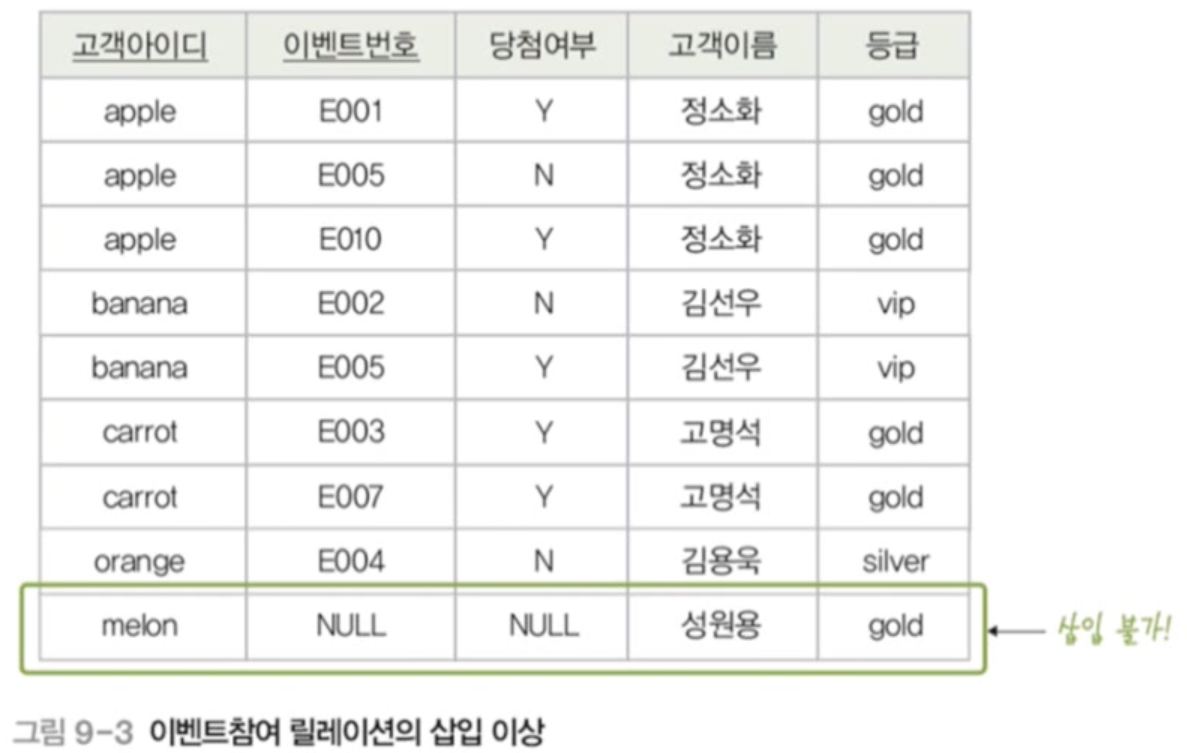 고객아이디 이벤트번호 당첨여부 고객이름 등급
apple E001 Y 정소화 gold
apple E005 N 정소화 gold
apple E010 Y 정소화 gold
banana E002 N 김선우 vip
banana E005 Y 김선우 vip
carrot E003 Y 고명석 gold
carrot E007 Y 고명석 gold
orange E004 N 김용욱 silver
melon NULL NULL 성원용 gold
삽입 불가!
그림 9-3 이벤트참여 릴레이션의 삽입 이상